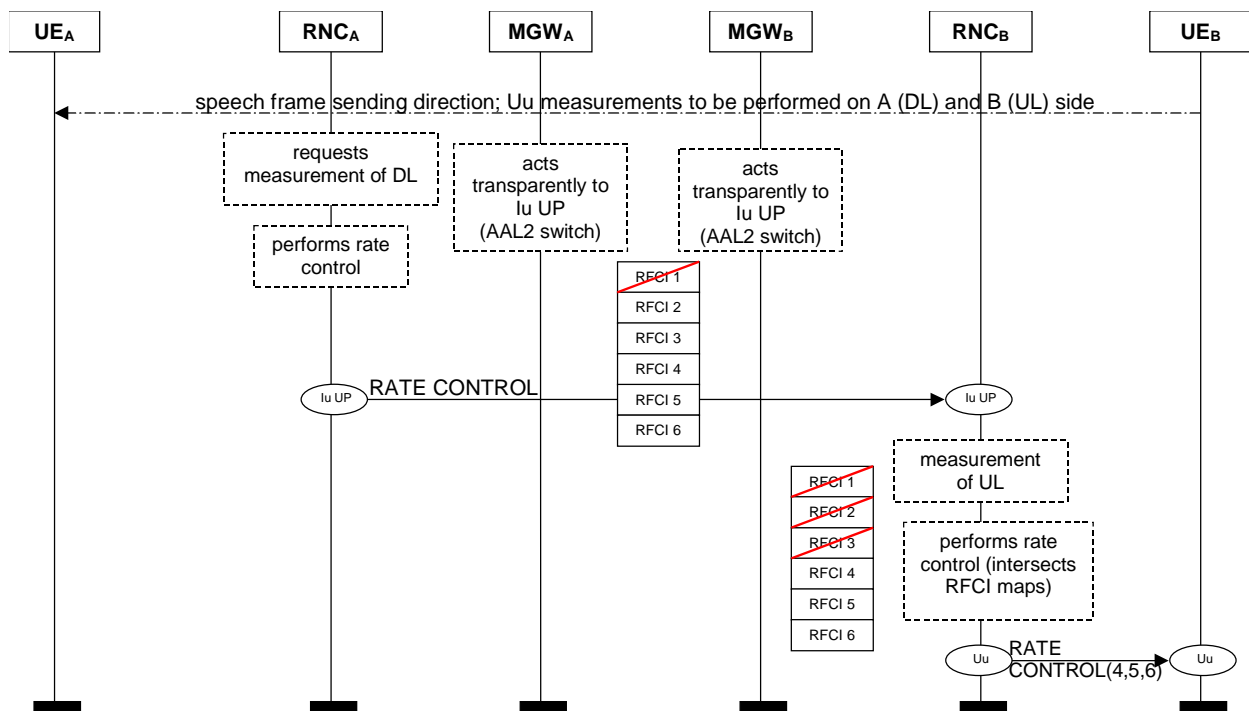 UEA RNCA MGWA MGWB RNCB UEB
speech frame sending direction; Uu measurements to be performed on A (DL) and B (UL) side
requests
measurement of DL
acts
transparently to
Iu UP
(AAL2 switch)
acts
transparently to
Iu UP
(AAL2 switch)
performs rate
control
RFCI 1
RFCI 2
RFCI 3
RFCI 4
RFCI 5
RFCI 6
Iu UP
RATE CONTROL
Iu UP
measurement
of UL
RFCI 1
RFCI 2
RFCI 3
RFCI 4
RFCI 5
RFCI 6
performs rate
control (intersects
RFCI maps)
Uu
RATE
CONTROL(4,5,6)
Uu